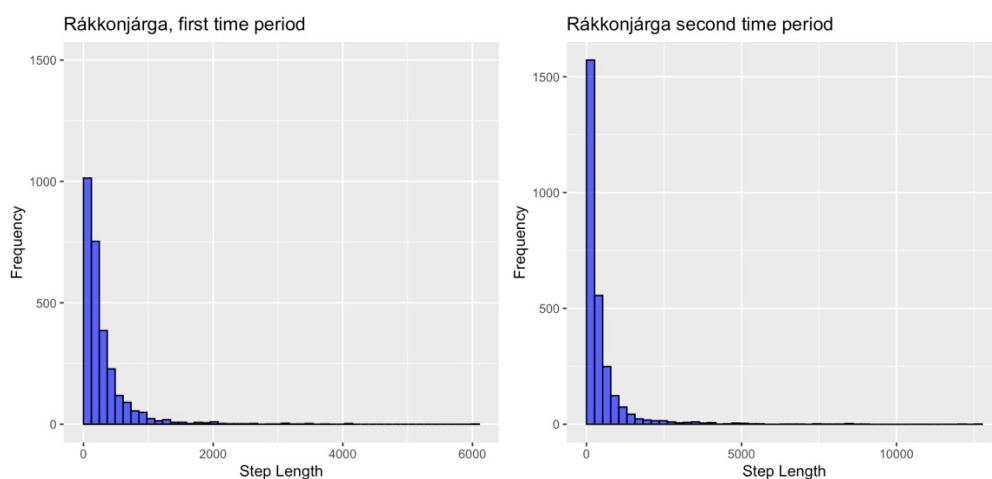 Rákkonjárga, first time period
1500
1000
500
0
Frequency
0
2000
4000
6000
Step Length
Rákkonjárga second time period
1500
1000
500
0
Frequency
0
5000
10000
Step Length